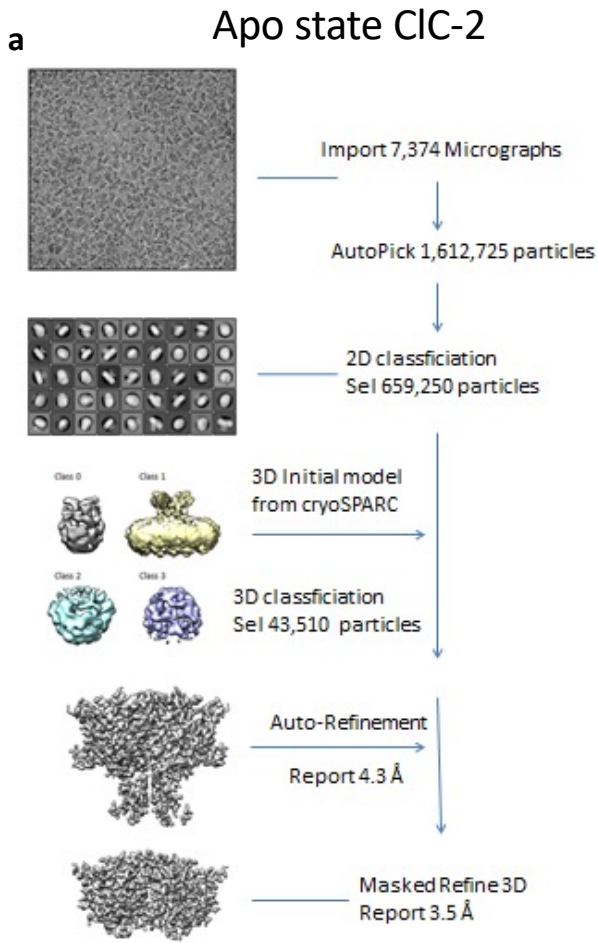 Apo state ClC-2
a
Import 7,374 Micrographs
AutoPick 1,612,725 particles
2D classficiation
Sel 659,250 particles
Class 0
Class 1
3D Initial model
from cryoSPARC
Class 2
Class 3
3D classficiation
Sel 43,510 particles
Auto-Refinement
Report 4.3 Å
Masked Refine 3D
Report 3.5 Å